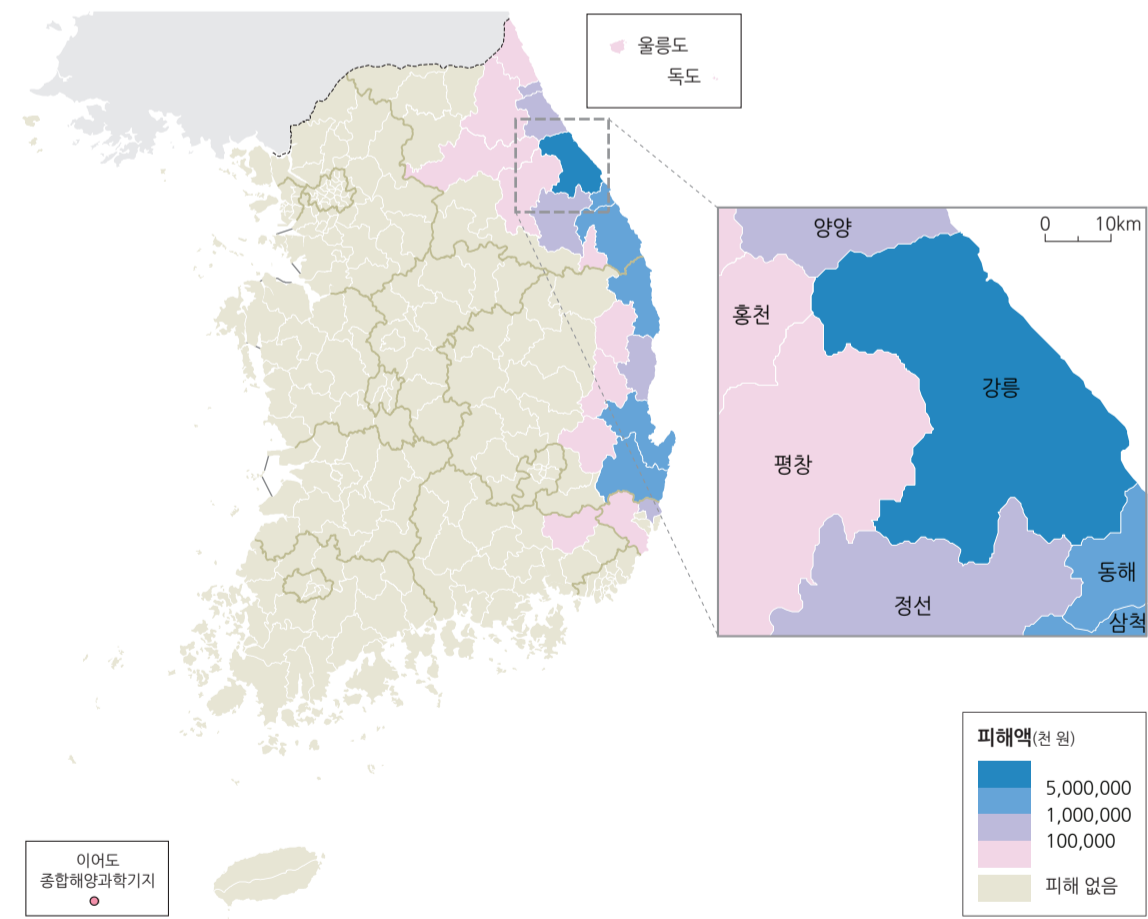 울릉도
독도
0 10km
양양
홍천
강릉
평창
동해
정선
삼척
피해액(천 원)
5,000,000
1,000,000
100,000
피해 없음
이어도
종합해양과학기지